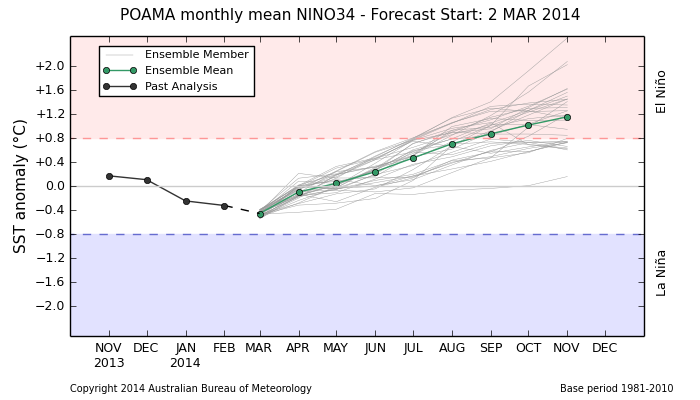 POAMA monthly mean NINO34 - Forecast Start: 2 MAR 2014
Ensemble Member
Ensemble Mean
Past Analysis
SST anomaly (°C)
+2.0
+1.6
+1.2
+0.8
+0.4
0.0
−0.4
−0.8
−1.2
−1.6
−2.0
El Niño
La Niña
NOV DEC JAN FEB MAR APR MAY JUN JUL AUG SEP OCT NOV DEC
2013 2014
Copyright 2014 Australian Bureau of Meteorology Base period 1981-2010